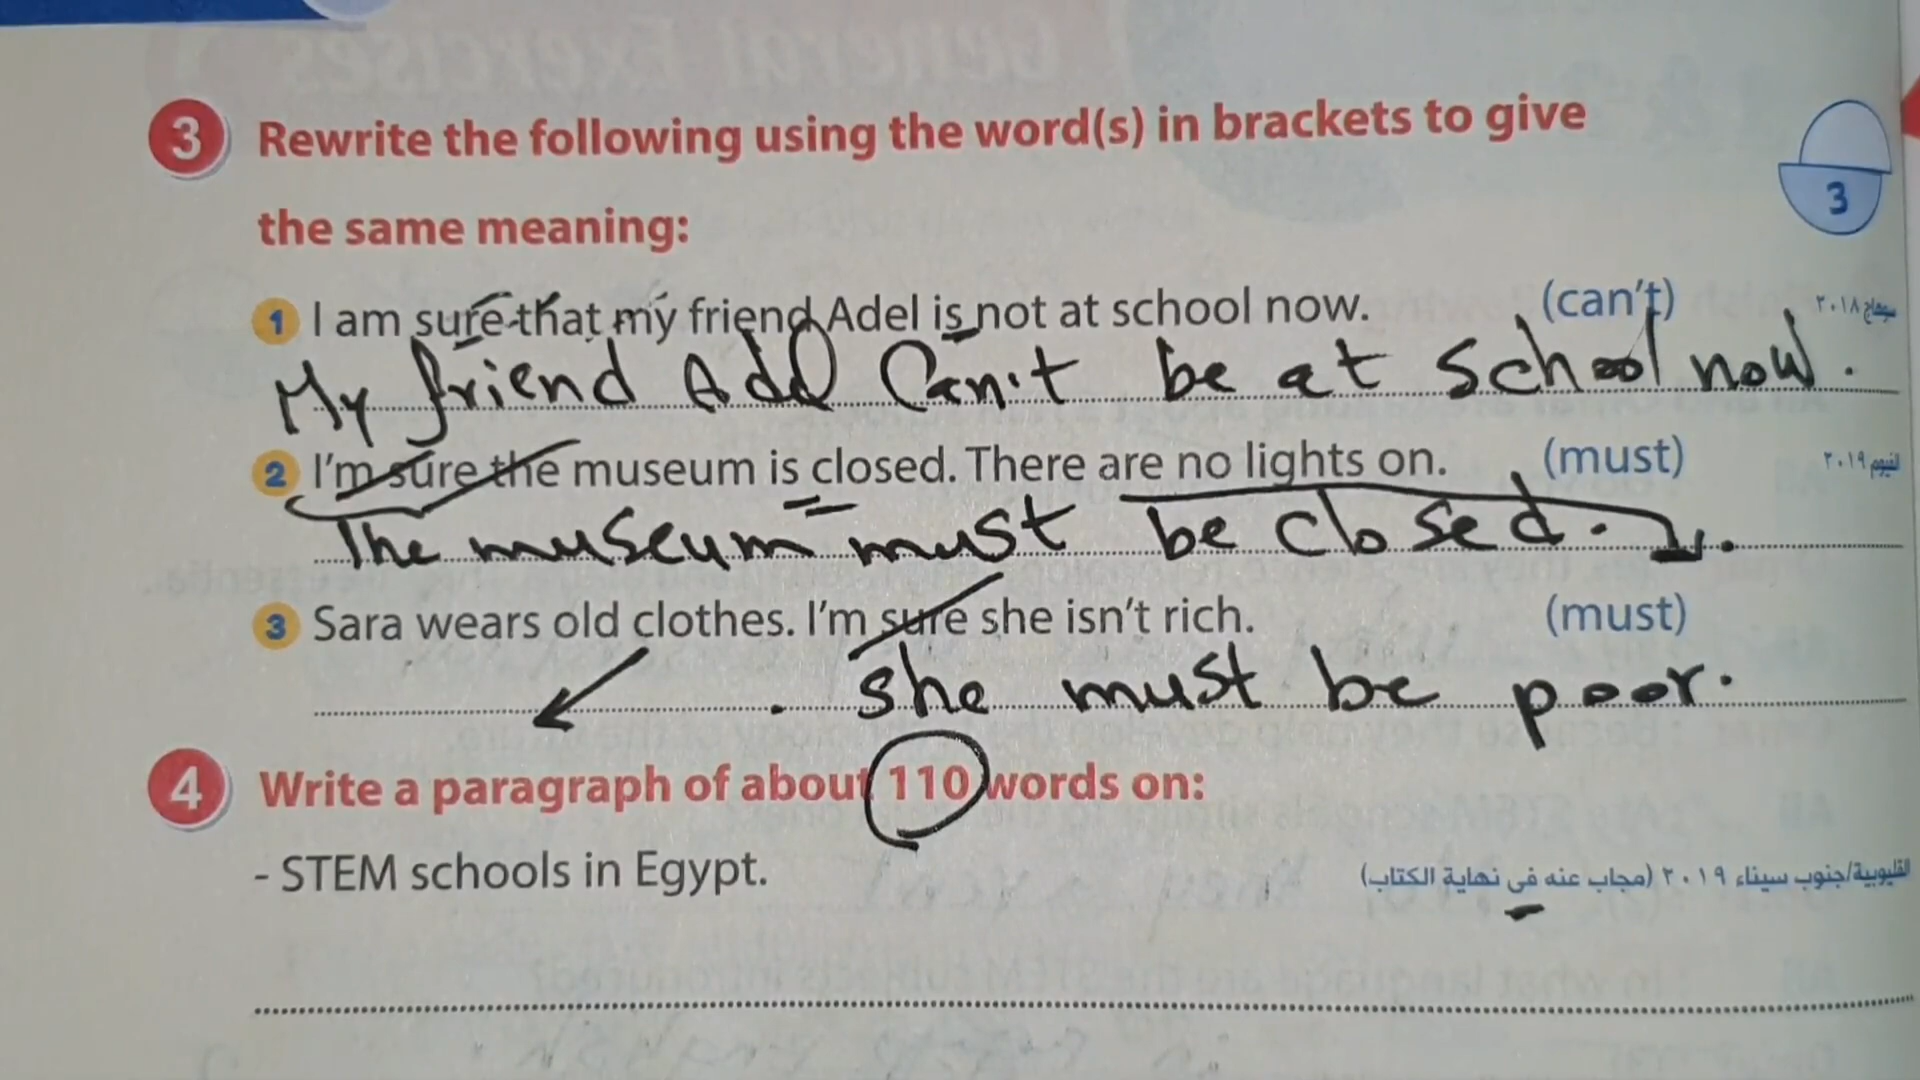 3 Rewrite the following using the word(s) in brackets to give
the same meaning:
3
1 I am sure that my friend Adel is not at school now. (can't) سوهاج ٢٠١٨
My friend Adel Can't be at school now.
2 I'm sure the museum is closed. There are no lights on. (must) الفيوم ٢٠١٩
The museum must be closed.
3 Sara wears old clothes. I'm sure she isn't rich. (must)
. she must be poor.
4 Write a paragraph of about 110 words on:
- STEM schools in Egypt. القليوبية/جنوب سيناء ٢٠١٩ (مجاب عنه في نهاية الكتاب)